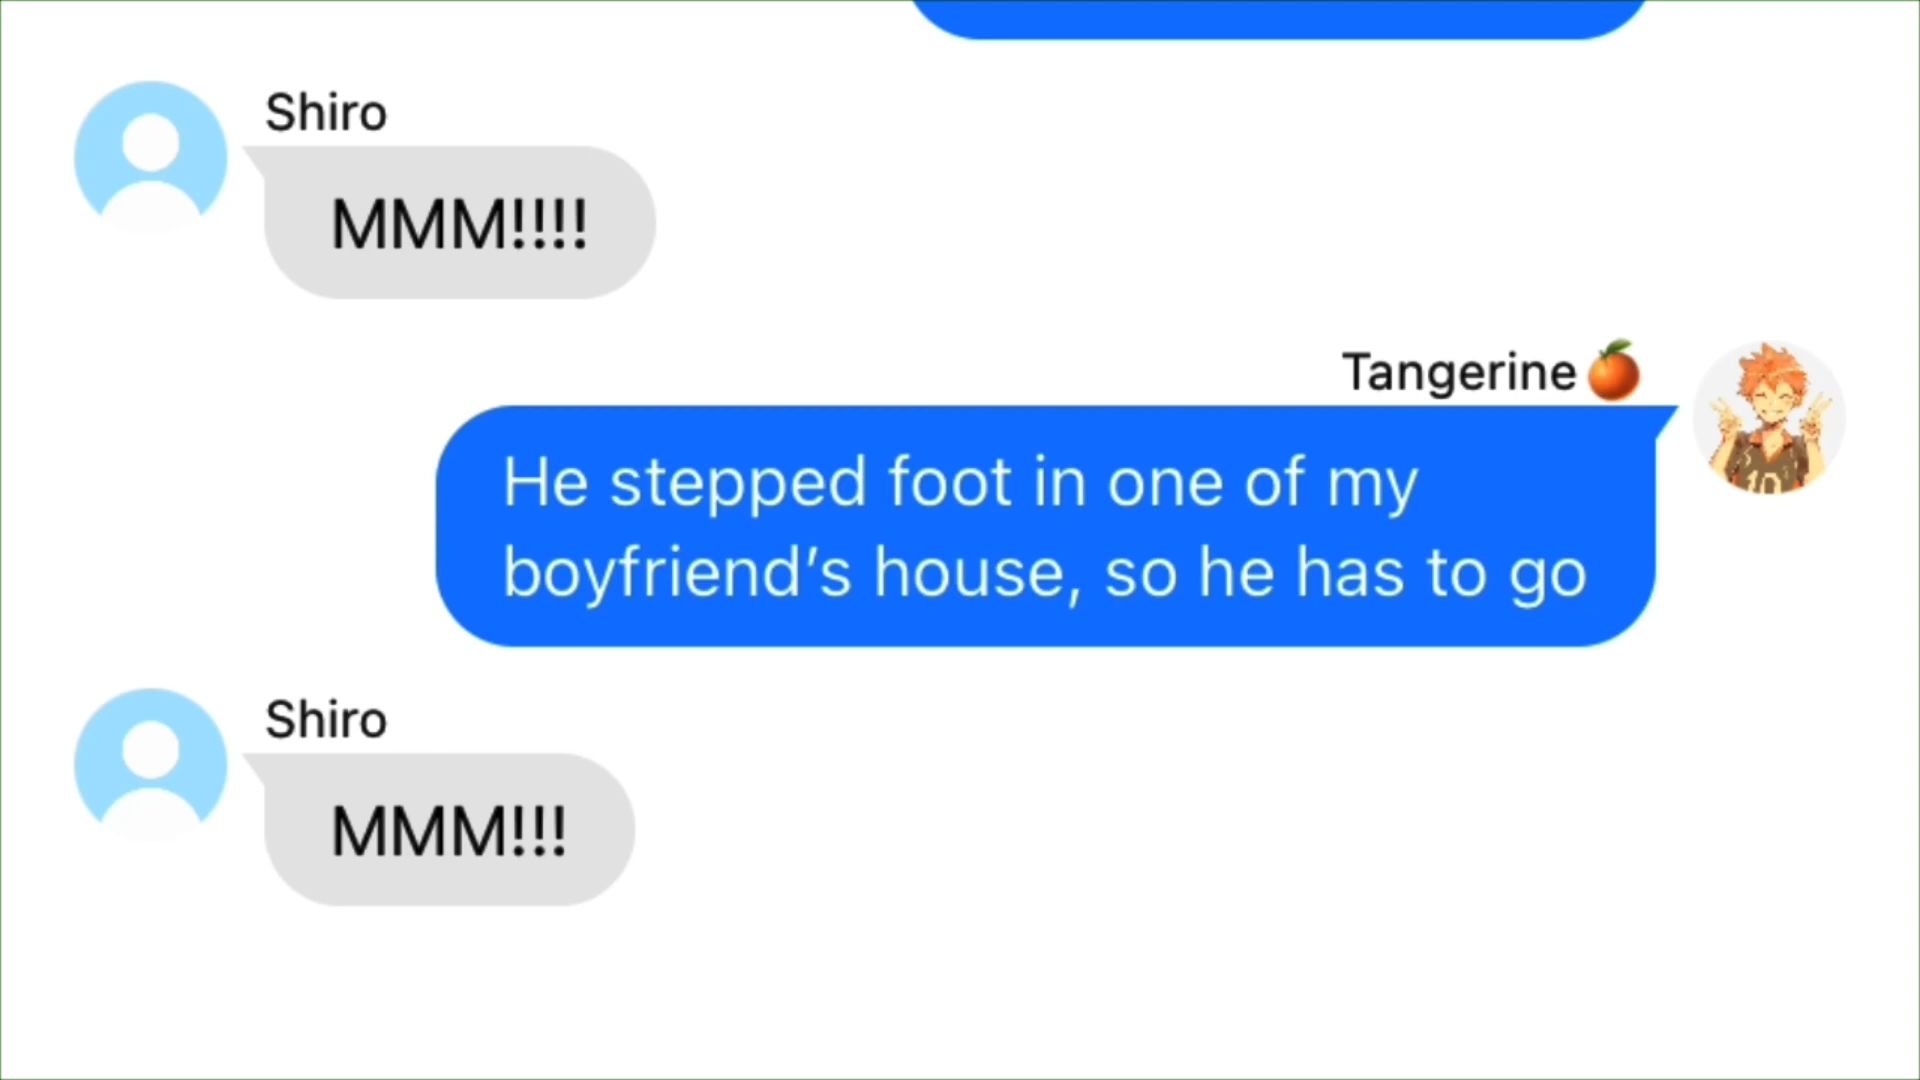 Shiro
MMM!!!!
Tangerine🍊
10
He stepped foot in one of my
boyfriend’s house, so he has to go
Shiro
MMM!!!